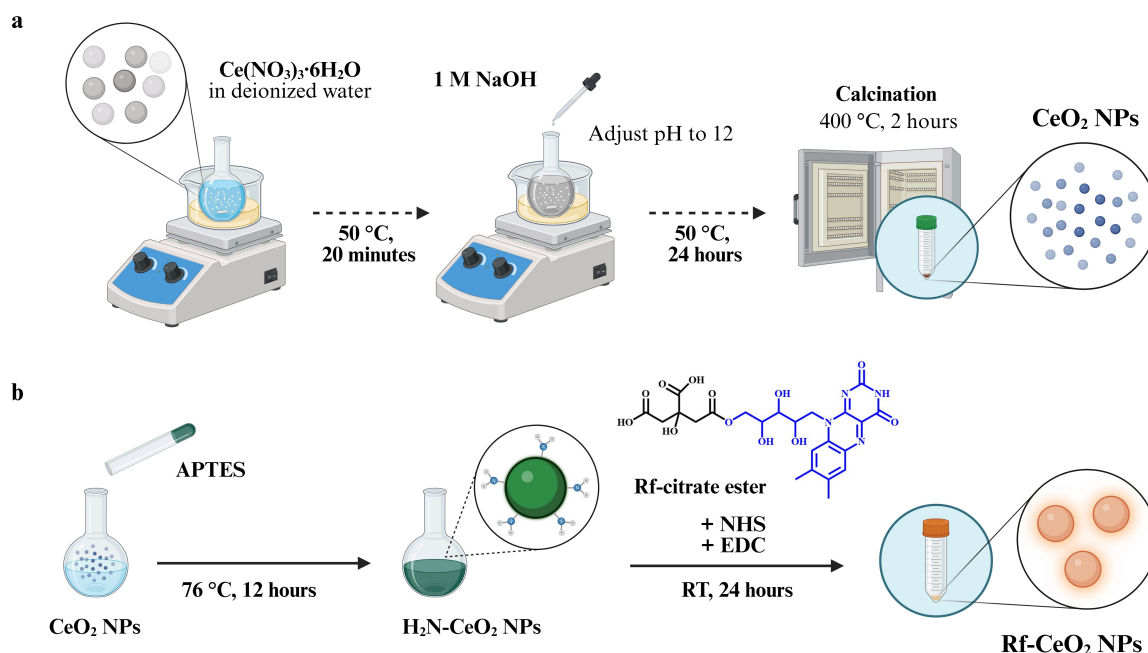 a
Ce(NO₃)₃·6H₂O
in deionized water
1 M NaOH
Adjust pH to 12
Calcination
400 °C, 2 hours
CeO₂ NPs
50 °C,
20 minutes
50 °C,
24 hours
b
APTES
76 °C, 12 hours
CeO₂ NPs
H₂N–CeO₂ NPs
HO
O
O
OH
HO
O
O
OH
OH
OH
OH
N
N
O
NH
O
N
Rf-citrate ester
+ NHS
+ EDC
RT, 24 hours
Rf-CeO₂ NPs